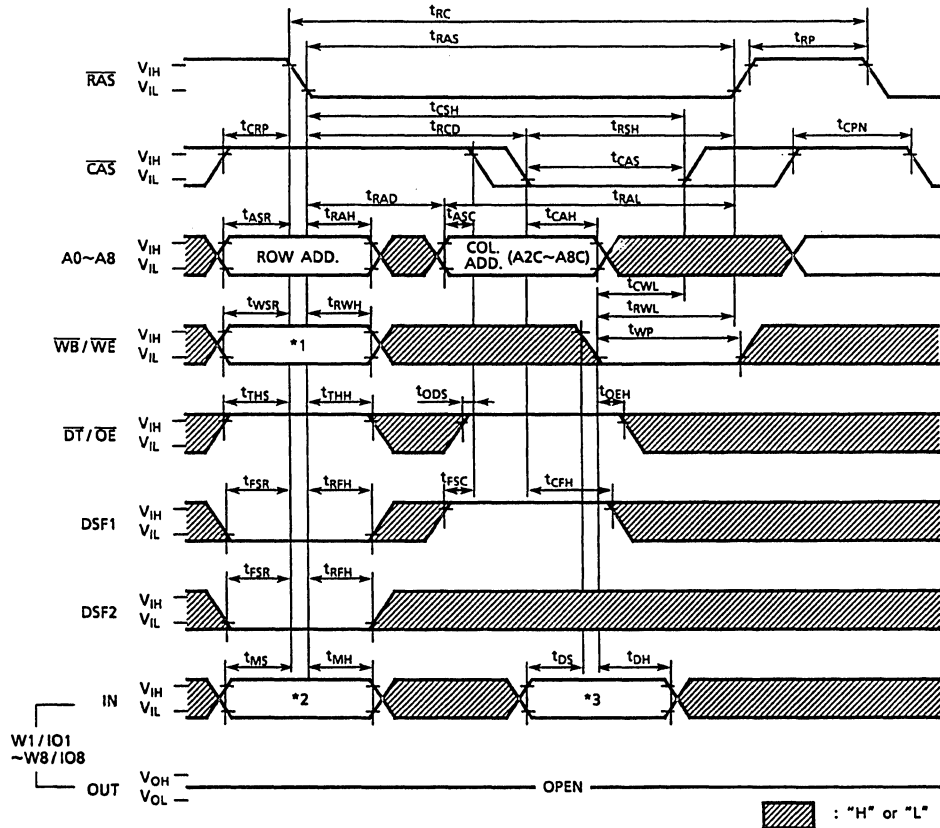 tRC
tRAS tRP
RAS VIH
VIL
tCSH
tCRP tRCD tRSH tCPN
CAS VIH
VIL
tCAS
tRAD tRAL
tASR tRAH tASC tCAH
A0~A8 VIH
VIL
ROW ADD.
COL. ADD. (A2C~A8C)
tCWL
tRWL
tWSR tRWH tWP
WB/WE VIH
VIL
*1
tTHS tTHH tODS tOEH
DT/OE VIH
VIL
tFSR tRFH tFSC tCFH
DSF1 VIH
VIL
tFSR tRFH
DSF2 VIH
VIL
tMS tMH tDS tDH
IN VIH
VIL
*2 *3
W1/IO1
~W8/IO8
OUT VOH
VOL
OPEN
: "H" or "L"